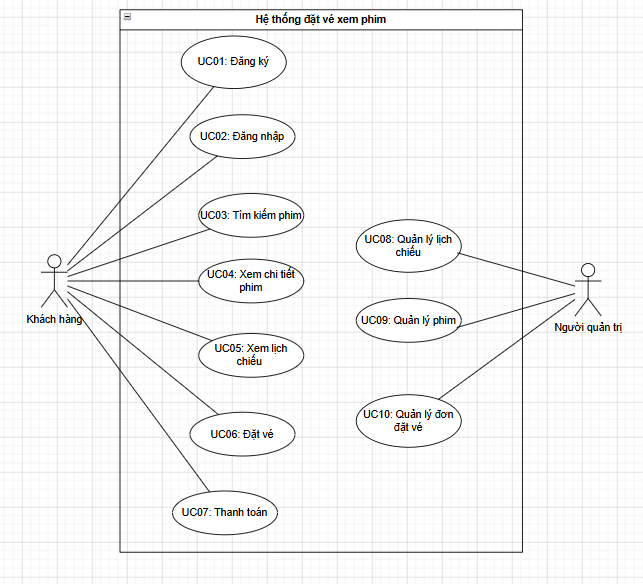 Hệ thống đặt vé xem phim
UC01: Đăng ký
UC02: Đăng nhập
UC03: Tìm kiếm phim
UC04: Xem chi tiết
phim
UC05: Xem lịch
chiếu
UC06: Đặt vé
UC07: Thanh toán
Khách hàng
UC08: Quản lý lịch
chiếu
UC09: Quản lý phim
UC10: Quản lý đơn
đặt vé
Người quản trị